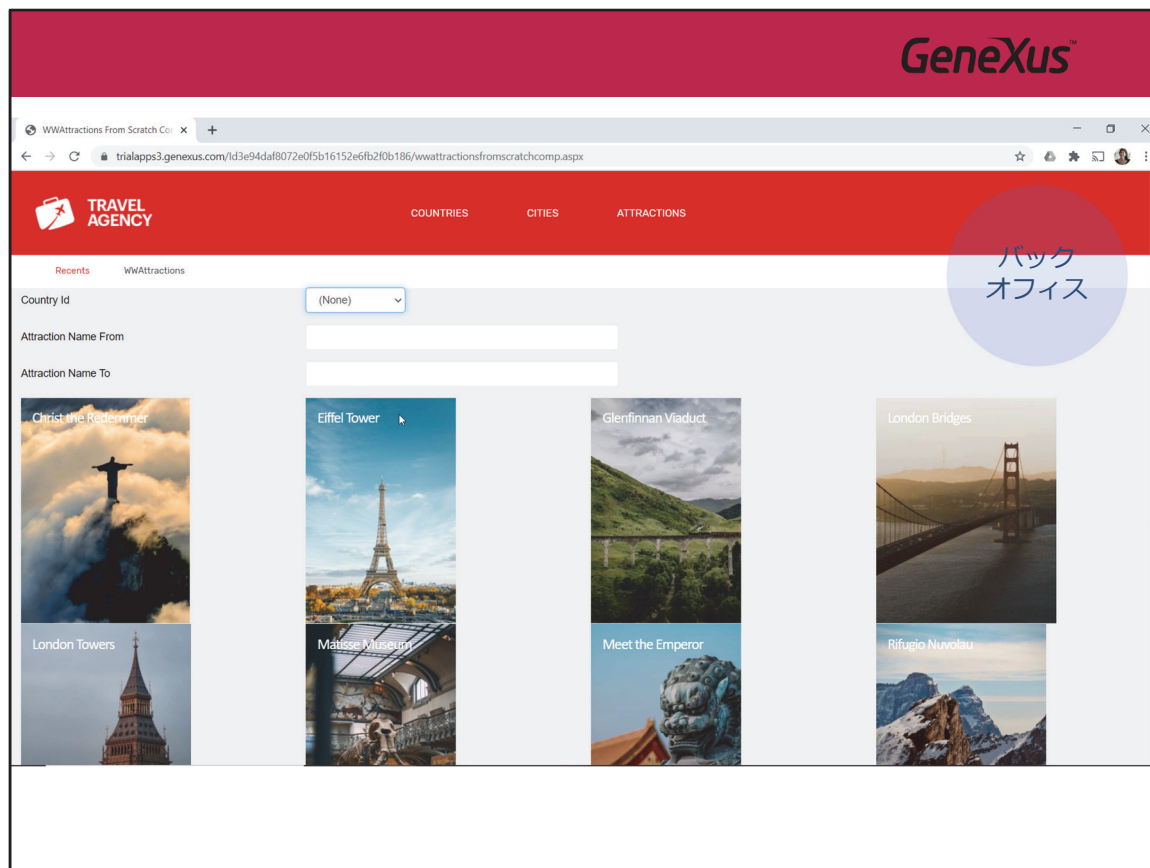 GeneXus™
WWAttractions From Scratch Co
trialapps3.genexus.com/Id3e94daf8072e0f5b16152e6fb2f0b186/wwattractionsfromscratchcomp.aspx
TRAVEL
AGENCY
COUNTRIES CITIES ATTRACTIONS
バック
オフィス
Recents WWAttractions
Country Id (None)
Attraction Name From
Attraction Name To
Christ the Redemmer Eiffel Tower Glenfinnan Viaduct London Bridges
London Towers Matisse Museum Meet the Emperor Rifugio Nuvolau